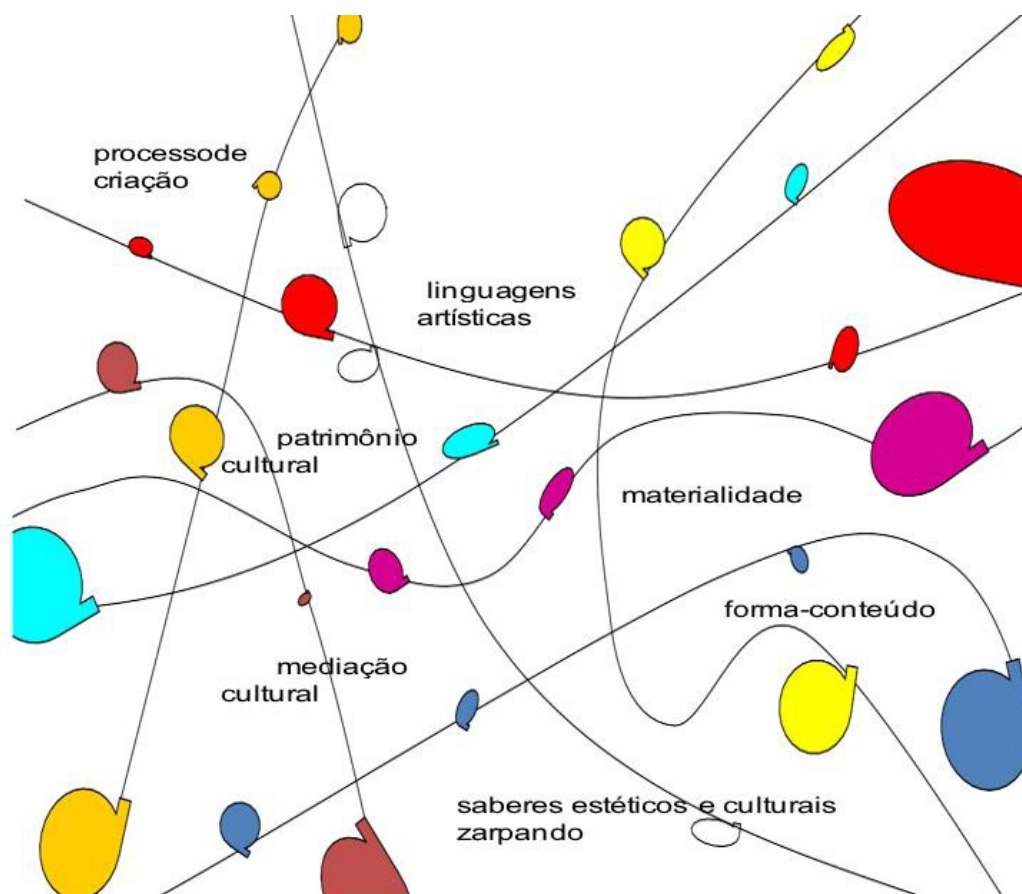 processode
criação
linguagens
artísticas
patrimônio
cultural
materialidade
forma-conteúdo
mediação
cultural
saberes estéticos e culturais
zarpando